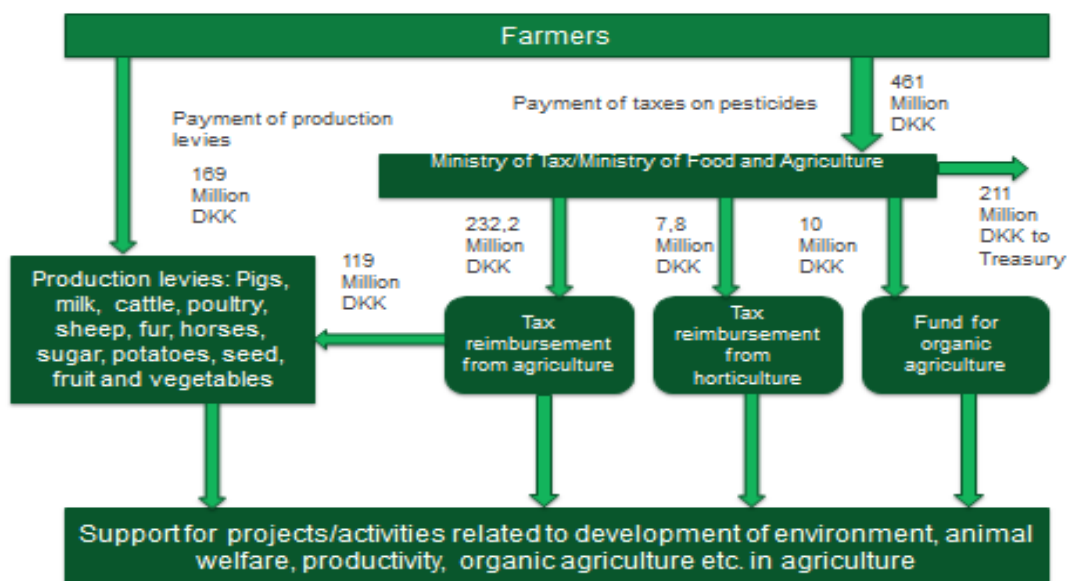 Farmers
Payment of production
levies
169
Million
DKK
Payment of taxes on pesticides
461
Million
DKK
Ministry of Tax/Ministry of Food and Agriculture
211
Million
DKK to
Treasury
232,2
Million
DKK
7,8
Million
DKK
10
Million
DKK
119
Million
DKK
Production levies: Pigs,
milk, cattle, poultry,
sheep, fur, horses,
sugar, potatoes, seed,
fruit and vegetables
Tax
reimbursement
from agriculture
Tax
reimbursement
from
horticulture
Fund for
organic
agriculture
Support for projects/activities related to development of environment, animal
welfare, productivity, organic agriculture etc. in agriculture